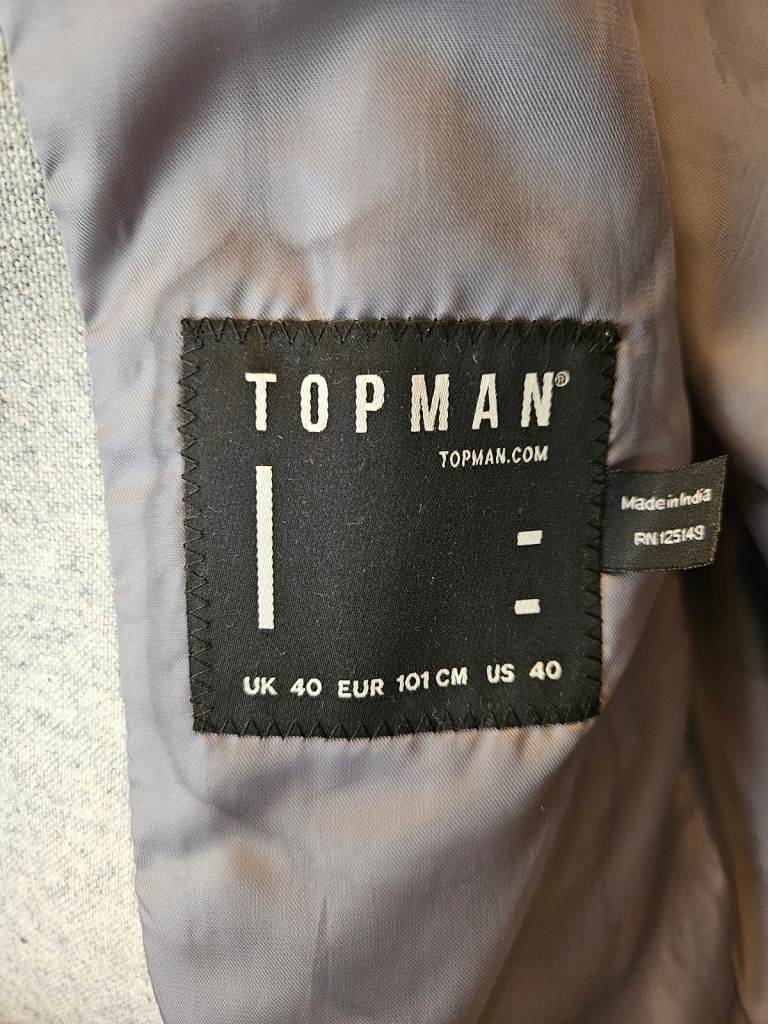 TOPMAN®
TOPMAN.COM
Made in India
RN 125149
UK 40 EUR 101 CM US 40